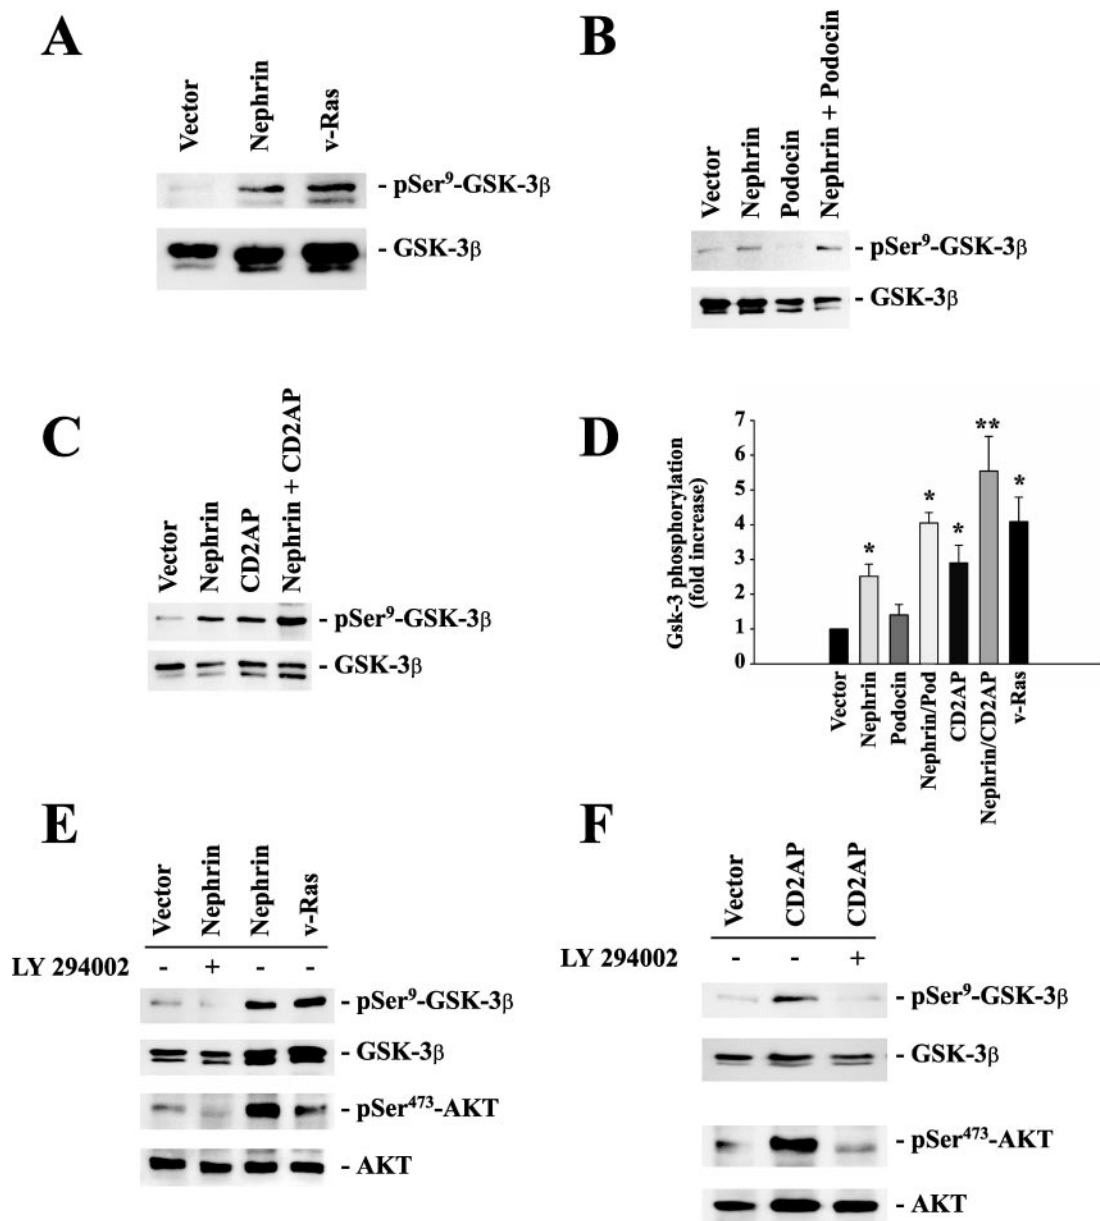 A
Vector
Nephrin
v-Ras
- pSer⁹-GSK-3β
- GSK-3β
B
Vector
Nephrin
Podocin
Nephrin + Podocin
- pSer⁹-GSK-3β
- GSK-3β
C
Vector
Nephrin
CD2AP
Nephrin + CD2AP
- pSer⁹-GSK-3β
- GSK-3β
D
Gsk-3 phosphorylation
(fold increase)
7
6
5
4
3
2
1
0
*
*
*
**
*
Vector
Nephrin
Podocin
Nephrin/Pod
CD2AP
Nephrin/CD2AP
v-Ras
E
Vector
Nephrin
Nephrin
v-Ras
LY 294002 - + - -
- pSer⁹-GSK-3β
- GSK-3β
- pSer⁴⁷³-AKT
- AKT
F
Vector
CD2AP
CD2AP
LY 294002 - - +
- pSer⁹-GSK-3β
- GSK-3β
- pSer⁴⁷³-AKT
- AKT